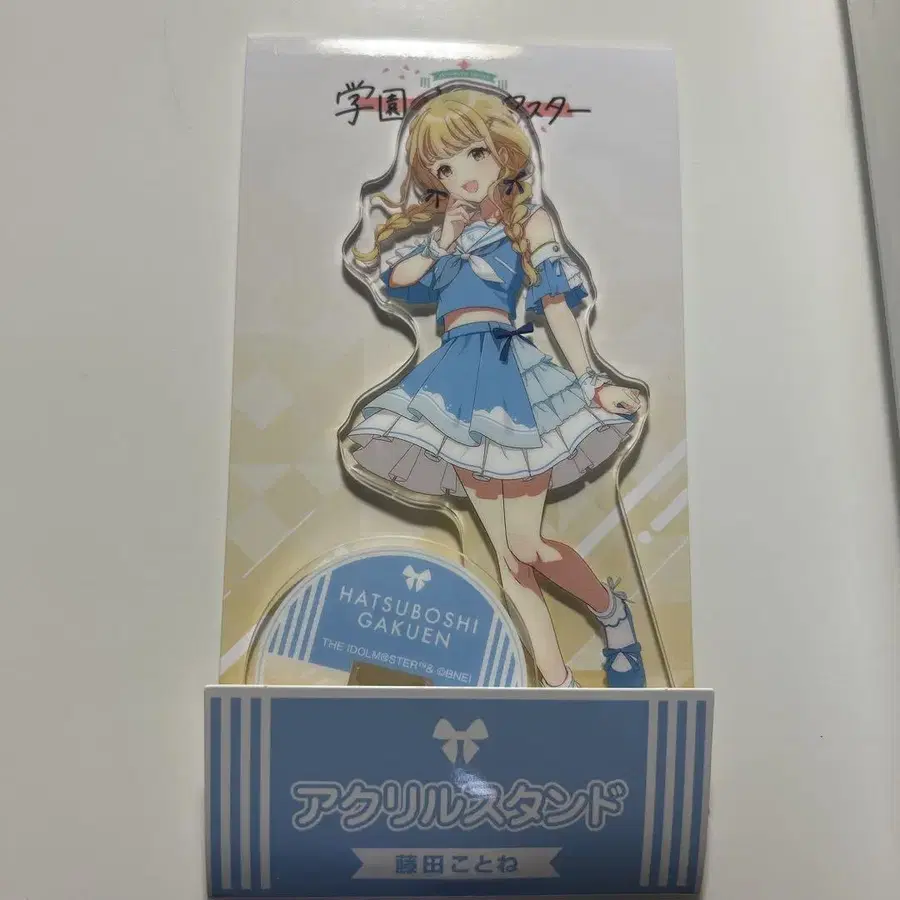 学園 スター
HATSUBOSHI
GAKUEN
THE IDOLM@STER™& ©BNEI
アクリルスタンド
藤田ことね